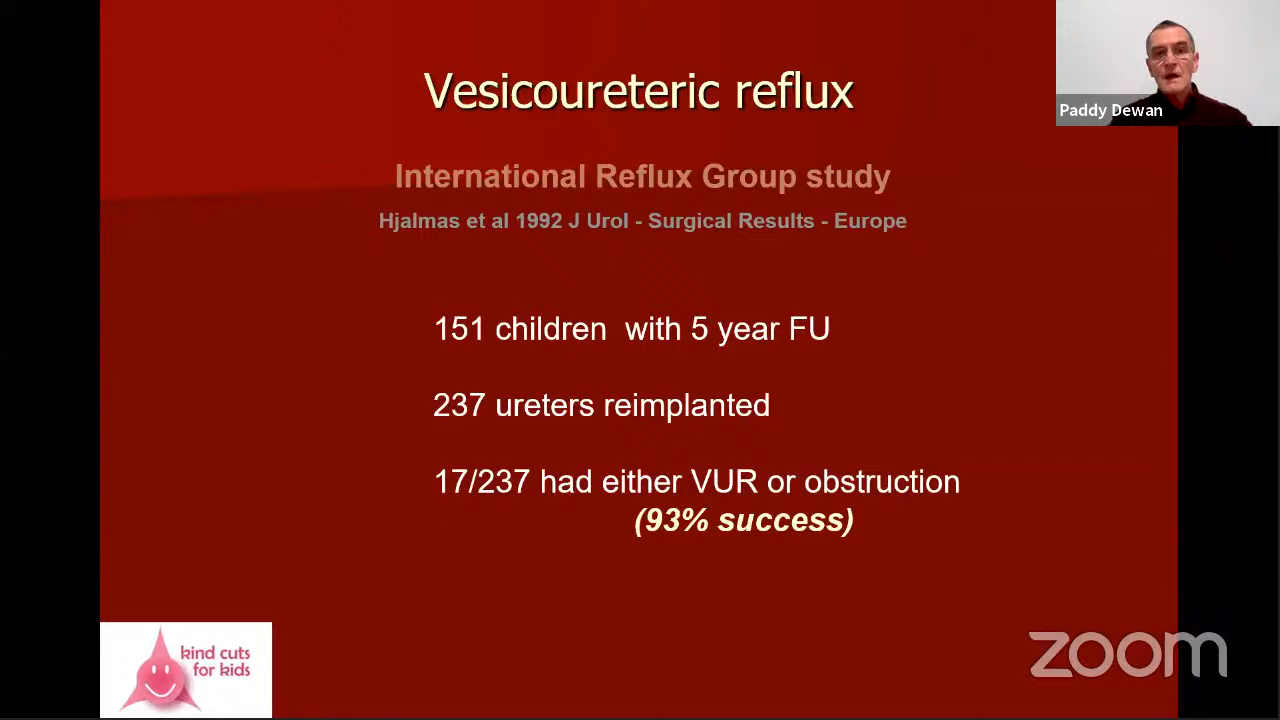 Vesicoureteric reflux
Paddy Dewan
International Reflux Group study
Hjalmas et al 1992 J Urol - Surgical Results - Europe
151 children  with 5 year FU
237 ureters reimplanted
17/237 had either VUR or obstruction
(93% success)
kind cuts
for kids
zoom